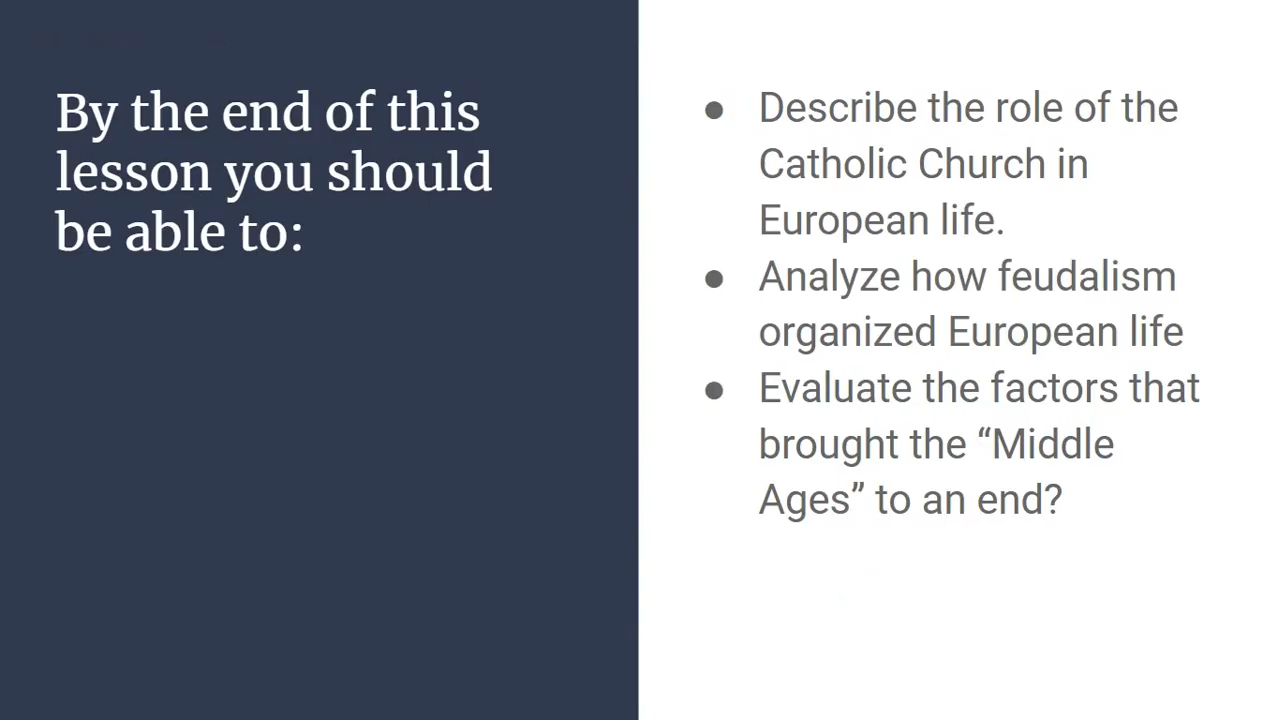 By the end of this
lesson you should
be able to:
● Describe the role of the
Catholic Church in
European life.
● Analyze how feudalism
organized European life
● Evaluate the factors that
brought the “Middle
Ages” to an end?